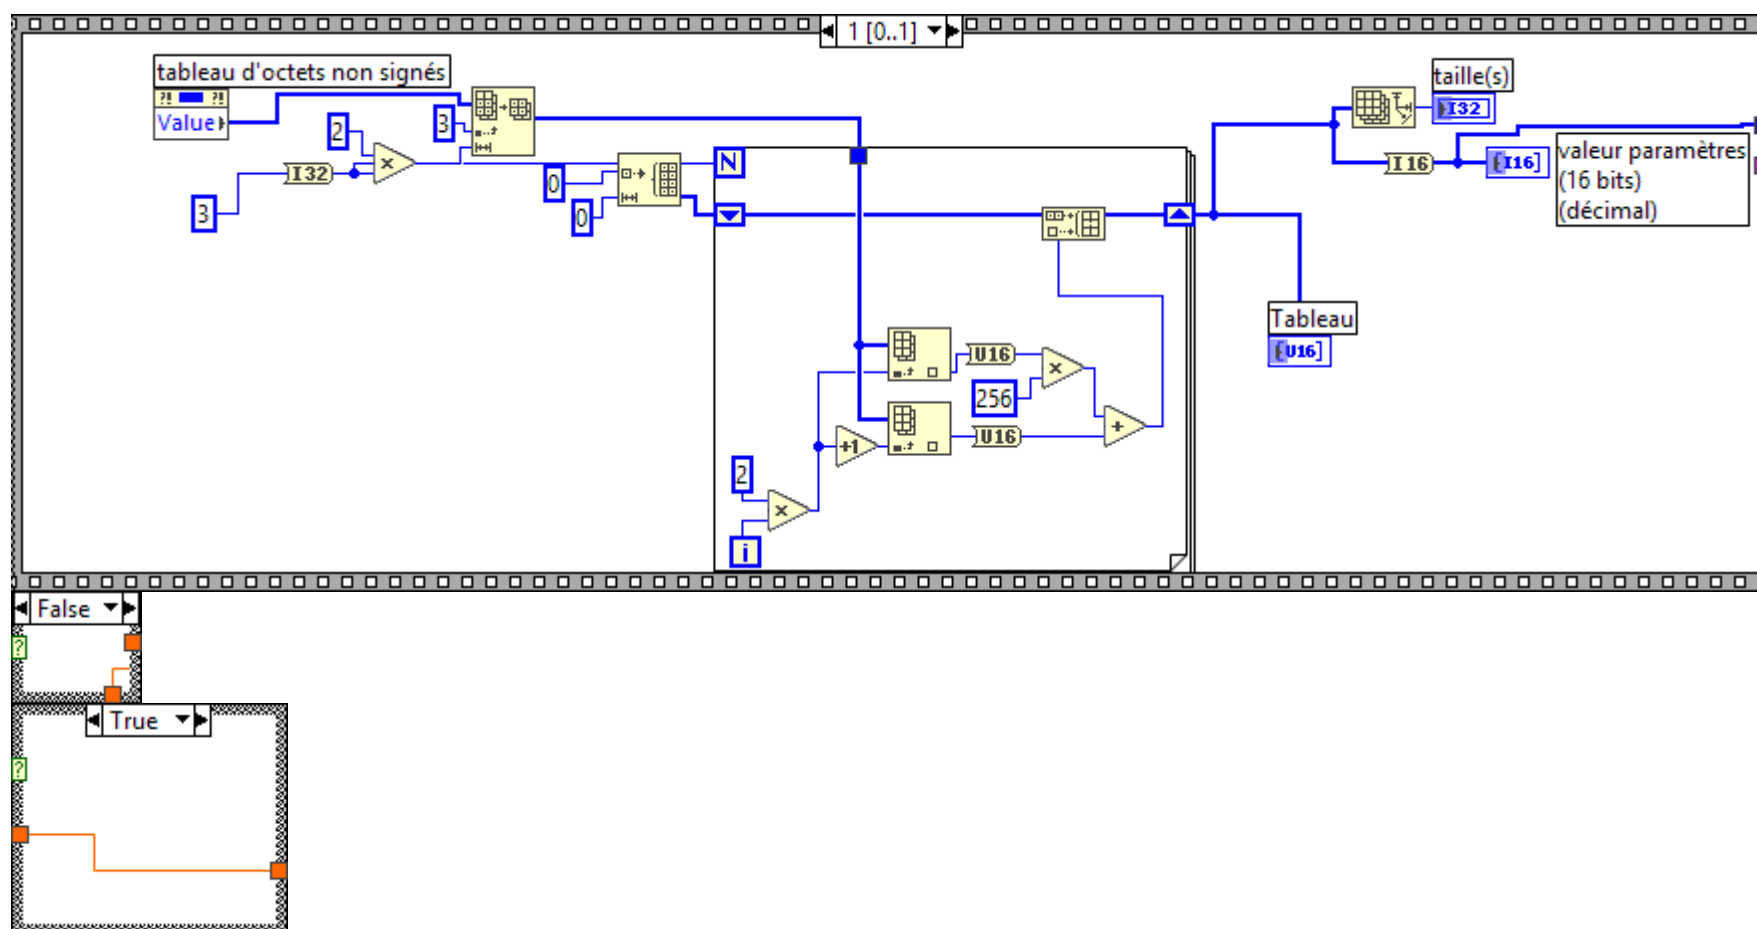 1 [0..1]
tableau d'octets non signés
Value
2
3
I32
×
3
0
0
N
taille(s)
I32
I16
[I16]
valeur paramètres
(16 bits)
(décimal)
Tableau
[U16]
U16
×
256
+1
U16
+
2
×
i
False
?
True
?